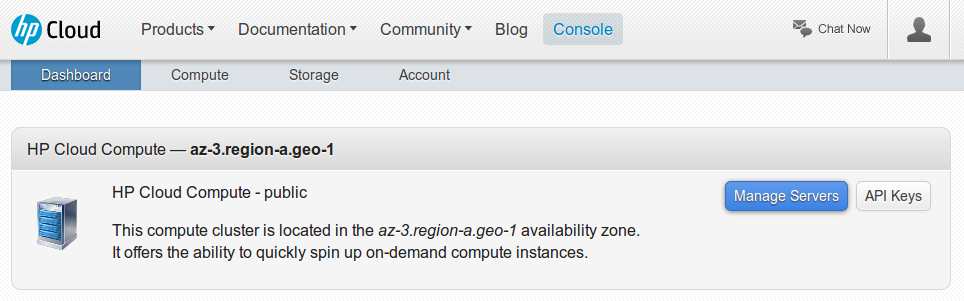 hp Cloud Products Documentation Community Blog Console Chat Now
Dashboard Compute Storage Account
HP Cloud Compute — az-3.region-a.geo-1
HP Cloud Compute - public Manage Servers API Keys
This compute cluster is located in the az-3.region-a.geo-1 availability zone.
It offers the ability to quickly spin up on-demand compute instances.